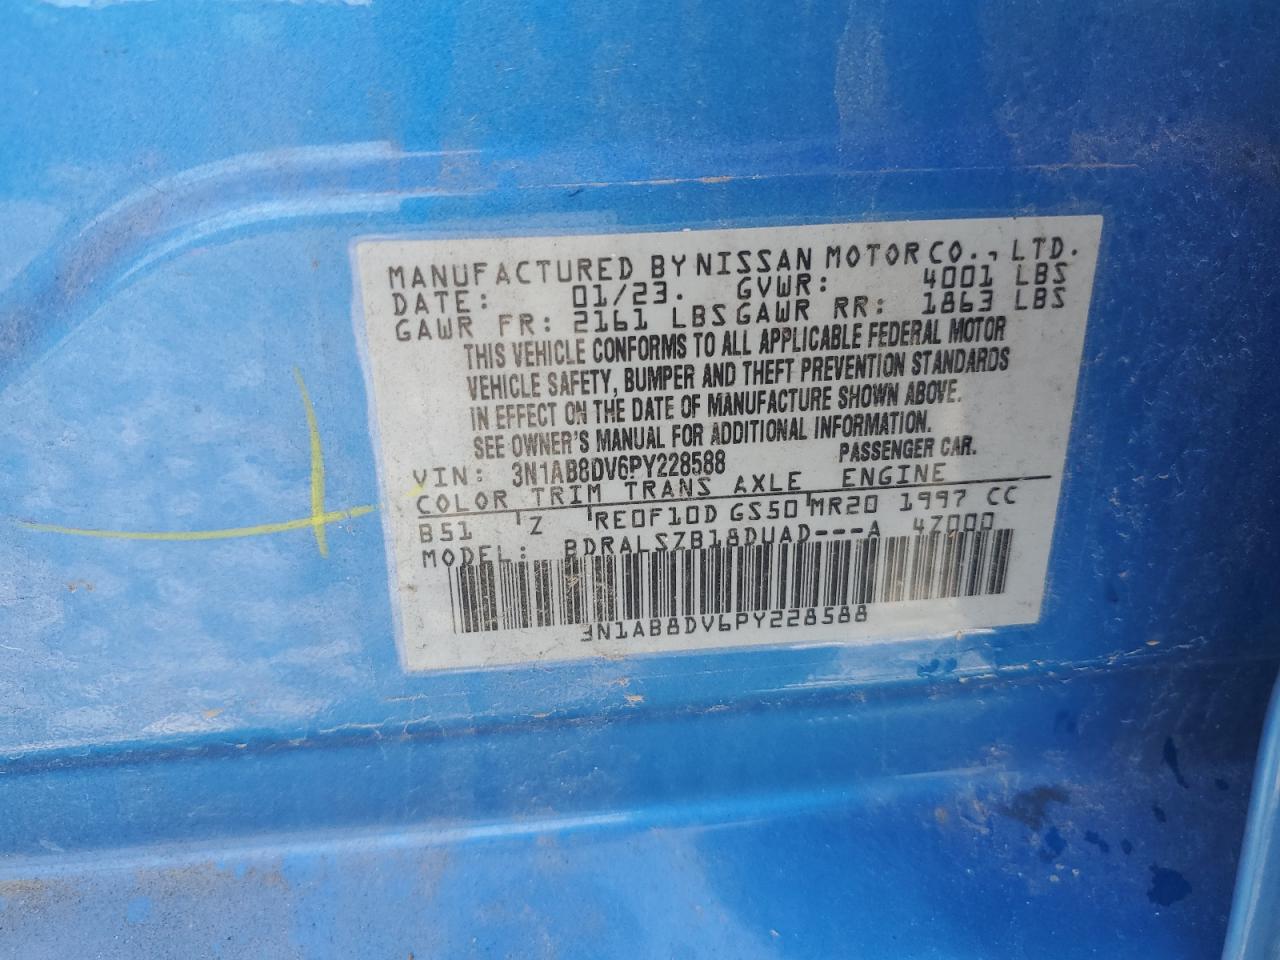 MANUFACTURED BY NISSAN MOTOR CO., LTD.
DATE: 01/23. GVWR: 4001 LBS
GAWR FR: 2161 LBS GAWR RR: 1863 LBS
THIS VEHICLE CONFORMS TO ALL APPLICABLE FEDERAL MOTOR
VEHICLE SAFETY, BUMPER AND THEFT PREVENTION STANDARDS
IN EFFECT ON THE DATE OF MANUFACTURE SHOWN ABOVE.
SEE OWNER'S MANUAL FOR ADDITIONAL INFORMATION.
VIN: 3N1AB8DV6PY228588 PASSENGER CAR.
COLOR TRIM TRANS AXLE ENGINE
B51 Z RE0F10D GS50 MR20 1997 CC
MODEL: BDRALSZB18DUAD---A 4Z000
3N1AB8DV6PY228588